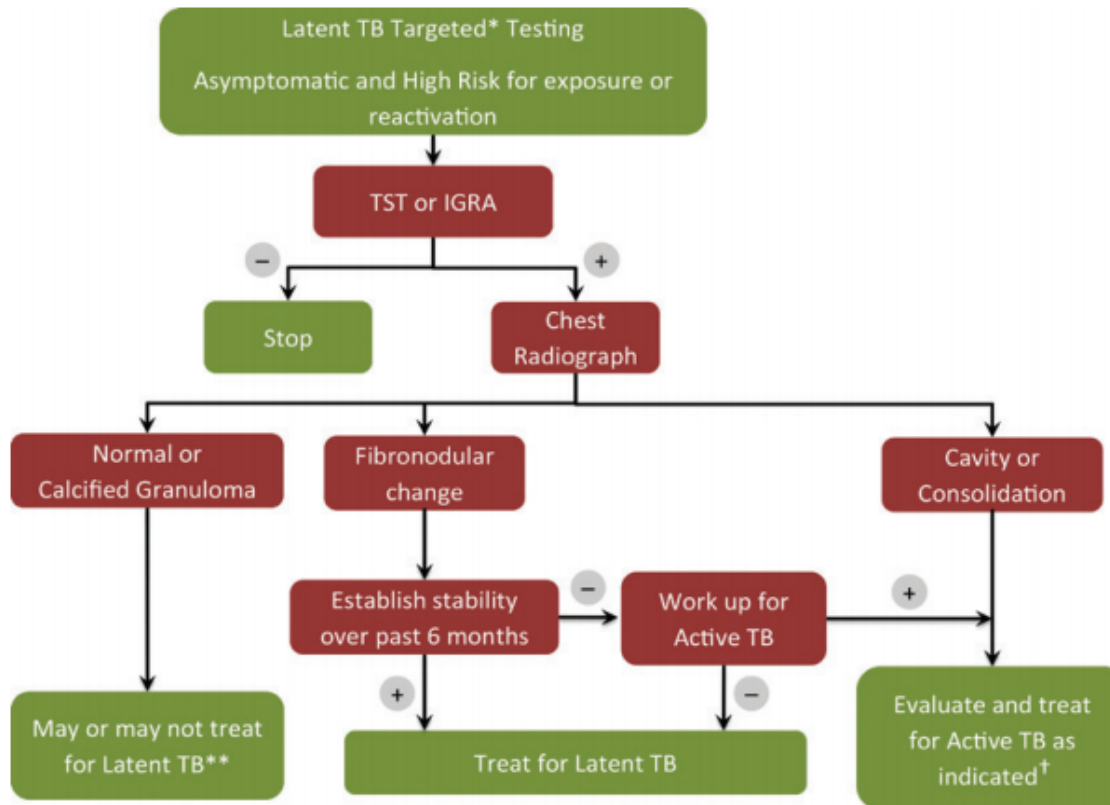 Latent TB Targeted* Testing
Asymptomatic and High Risk for exposure or
reactivation
TST or IGRA
–
+
Stop
Chest
Radiograph
Normal or
Calcified Granuloma
Fibronodular
change
Cavity or
Consolidation
Establish stability
over past 6 months
–
Work up for
Active TB
+
+
–
May or may not treat
for Latent TB**
Treat for Latent TB
Evaluate and treat
for Active TB as
indicated†